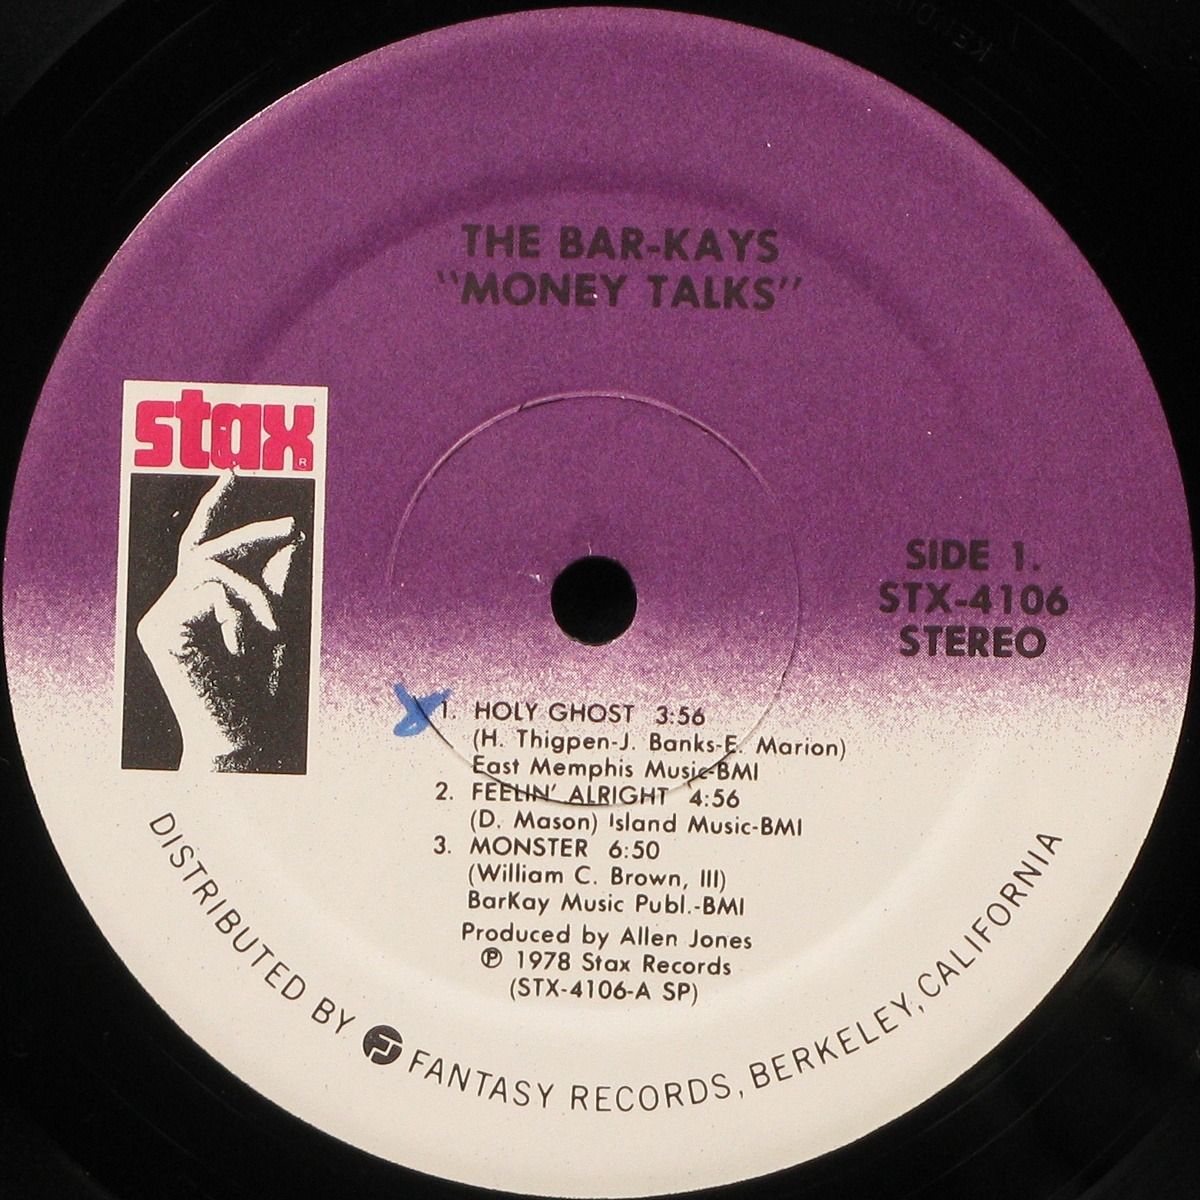 THE BAR-KAYS
"MONEY TALKS"
stax
R
SIDE 1.
STX-4106
STEREO
1. HOLY GHOST 3:56
(H. Thigpen-J. Banks-E. Marion)
East Memphis Music-BMI
2. FEELIN' ALRIGHT 4:56
(D. Mason) Island Music-BMI
3. MONSTER 6:50
(William C. Brown, III)
BarKay Music Publ.-BMI
Produced by Allen Jones
℗ 1978 Stax Records
(STX-4106-A SP)
DISTRIBUTED BY FANTASY RECORDS, BERKELEY, CALIFORNIA